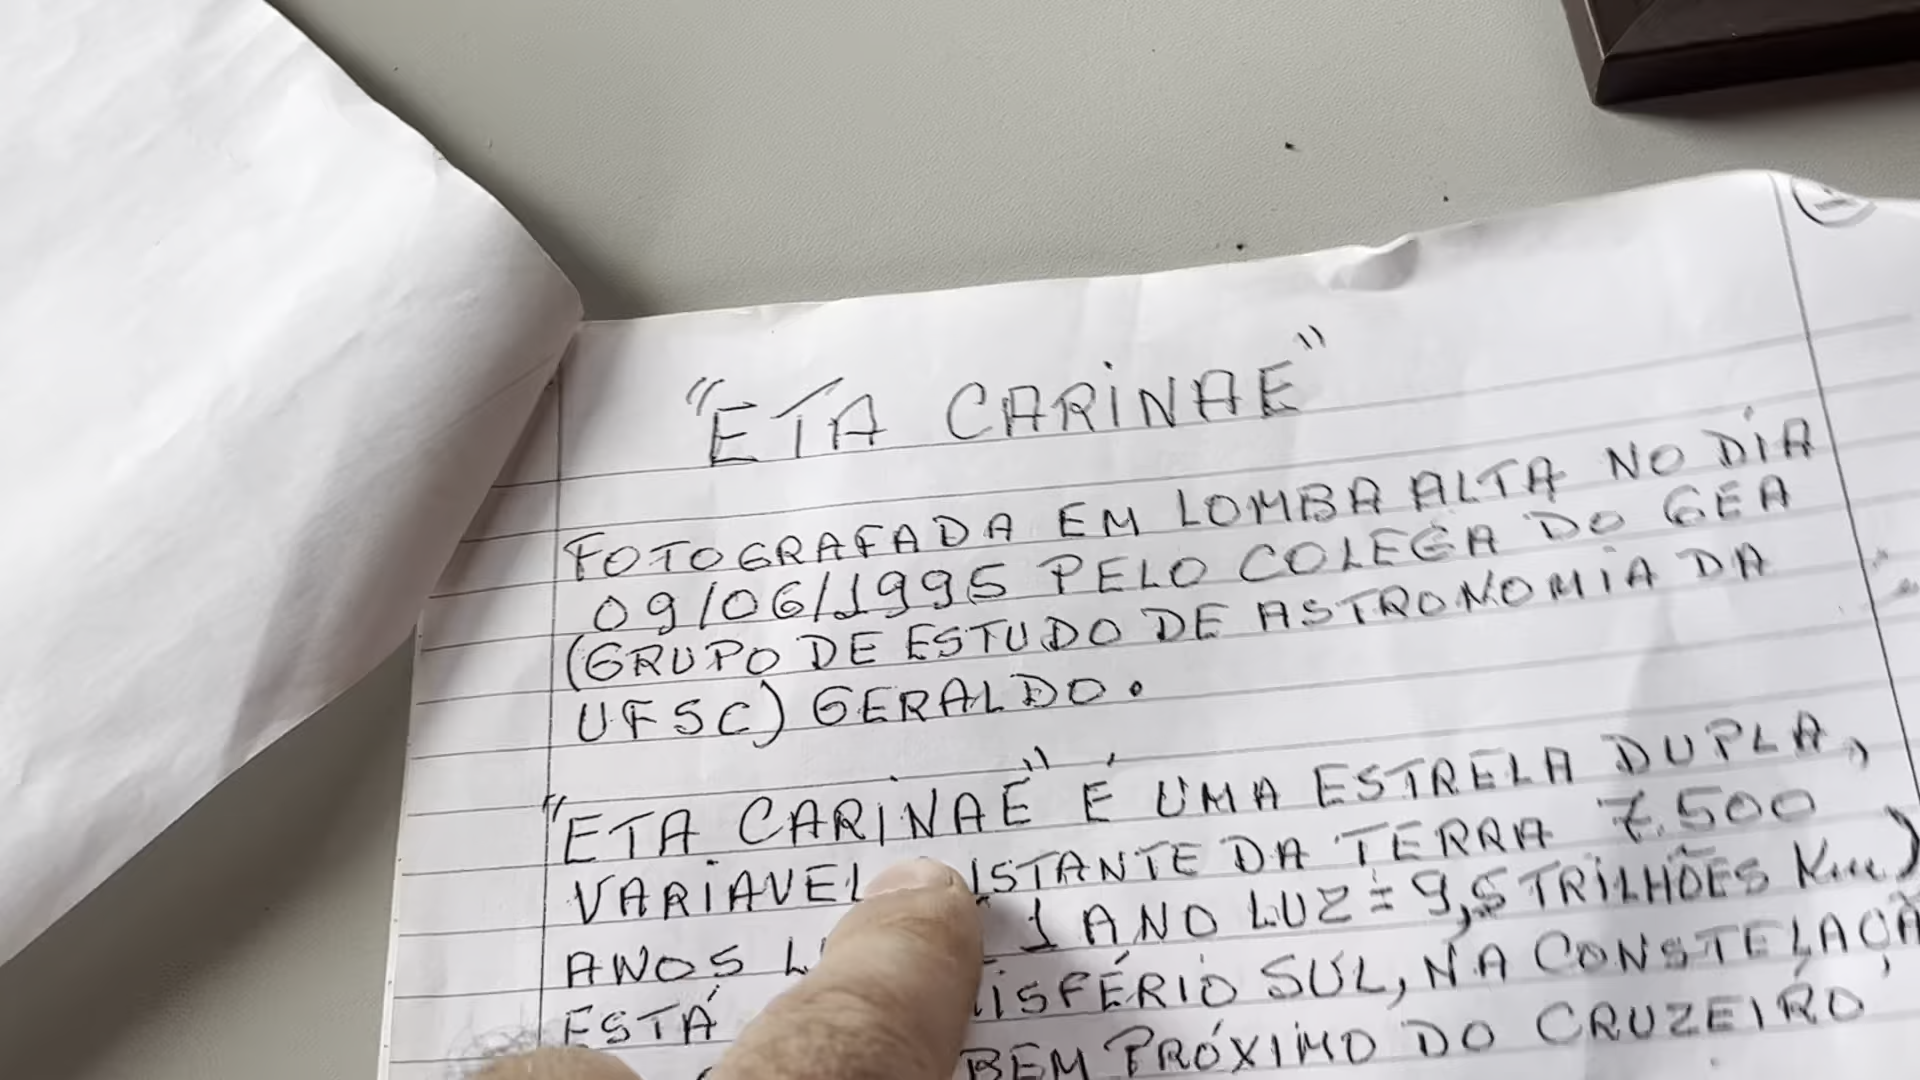 "ETA CARINAE"
FOTOGRAFADA EM LOMBA ALTA NO DIA
09/06/1995 PELO COLEGA DO GEA
(GRUPO DE ESTUDO DE ASTRONOMIA DA
UFSC) GERALDO.
"ETA CARINAE" É UMA ESTRELA DUPLA,
VARIAVEL ISTANTE DA TERRA 7.500
ANOS L 1 ANO LUZ = 9,5 TRILHÕES Km)
ESTÁ ISFÉRIO SUL, NA CONSTELAÇÃ
BEM PRÓXIMO DO CRUZEIRO